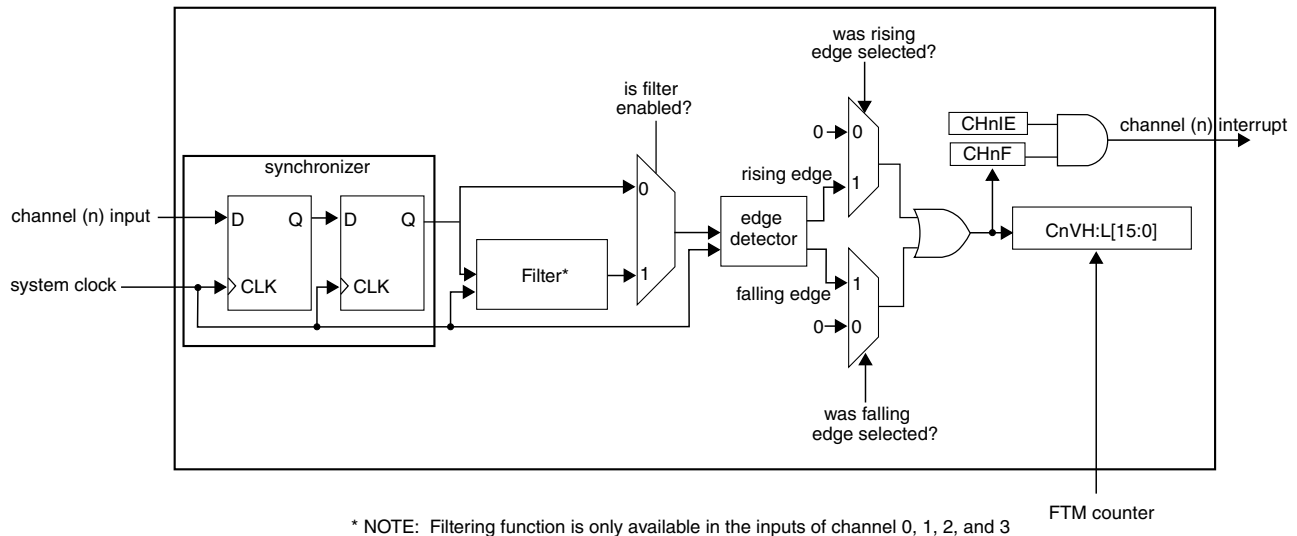 was rising
edge selected?
is filter
enabled?
synchronizer
channel (n) input
system clock
D Q
CLK
D Q
CLK
Filter*
0
1
edge
detector
rising edge
falling edge
0 0
1
1
0 0
was falling
edge selected?
CHnIE
CHnF
channel (n) interrupt
CnVH:L[15:0]
FTM counter
* NOTE: Filtering function is only available in the inputs of channel 0, 1, 2, and 3